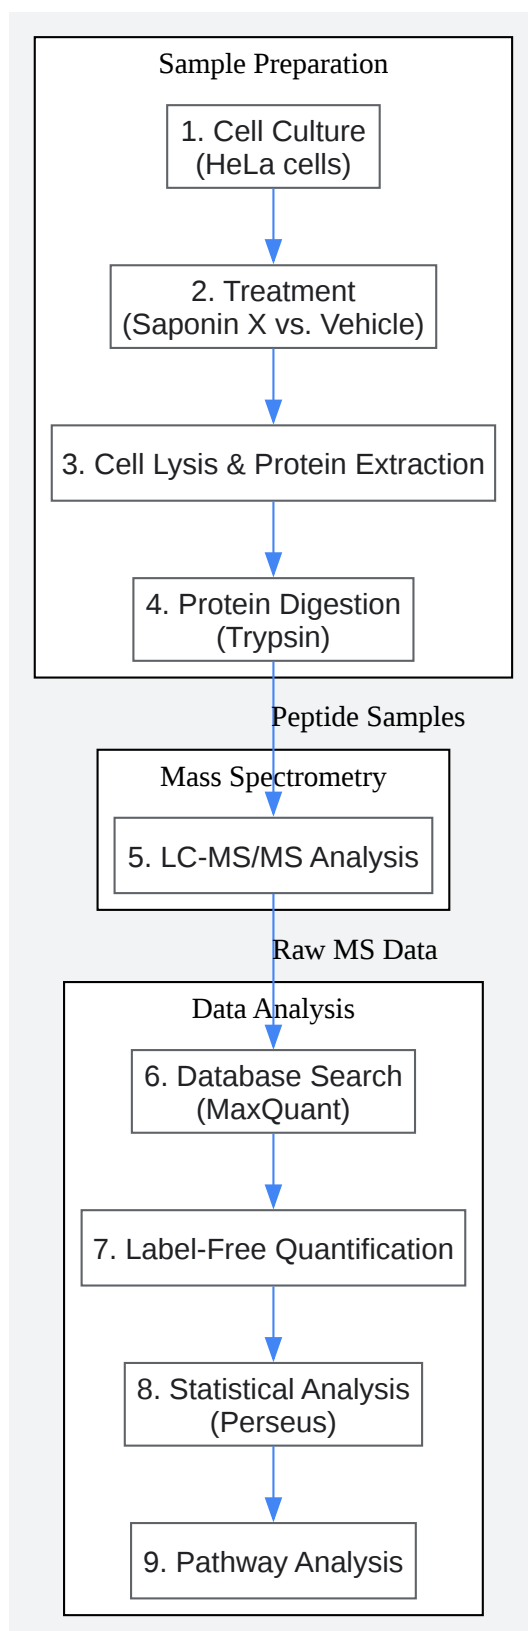 Sample Preparation
1. Cell Culture
(HeLa cells)
2. Treatment
(Saponin X vs. Vehicle)
3. Cell Lysis & Protein Extraction
4. Protein Digestion
(Trypsin)
Peptide Samples
Mass Spectrometry
5. LC-MS/MS Analysis
Raw MS Data
Data Analysis
6. Database Search
(MaxQuant)
7. Label-Free Quantification
8. Statistical Analysis
(Perseus)
9. Pathway Analysis